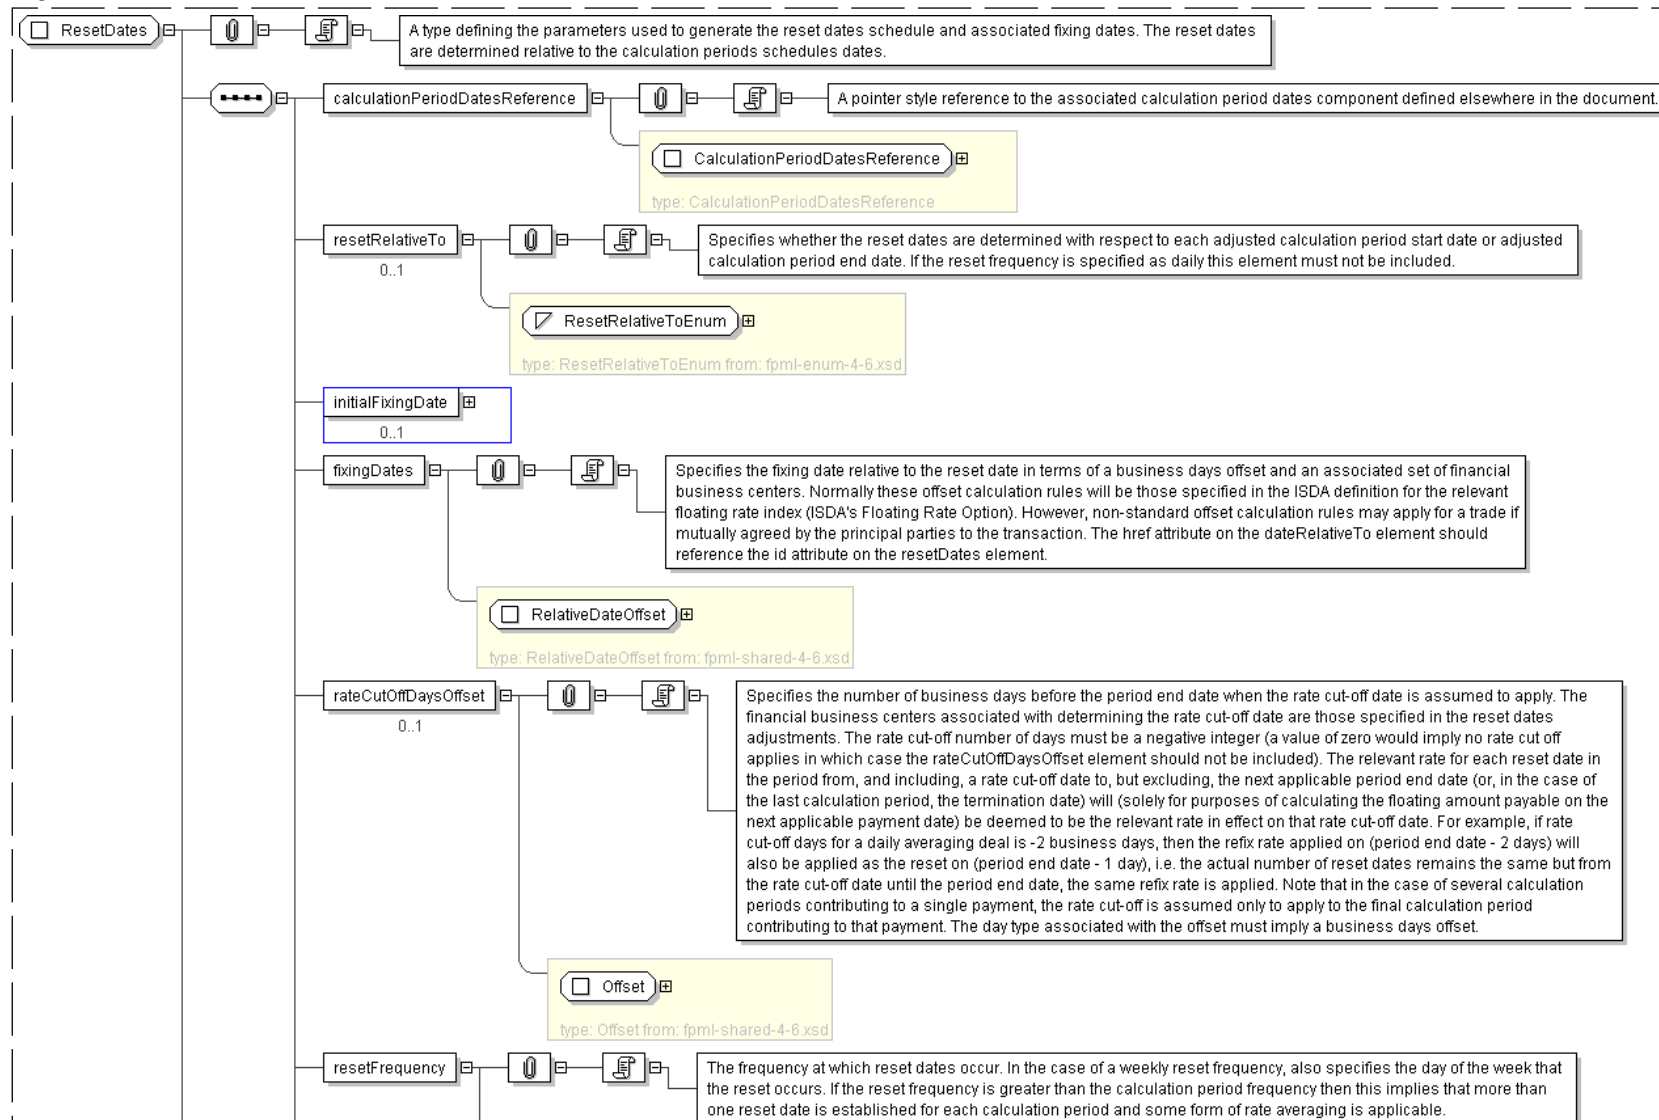 ResetDates
A type defining the parameters used to generate the reset dates schedule and associated fixing dates. The reset dates
are determined relative to the calculation periods schedules dates.
calculationPeriodDatesReference
A pointer style reference to the associated calculation period dates component defined elsewhere in the document.
CalculationPeriodDatesReference
type: CalculationPeriodDatesReference
resetRelativeTo
0..1
Specifies whether the reset dates are determined with respect to each adjusted calculation period start date or adjusted
calculation period end date. If the reset frequency is specified as daily this element must not be included.
ResetRelativeToEnum
type: ResetRelativeToEnum from: fpml-enum-4-6.xsd
initialFixingDate
0..1
fixingDates
Specifies the fixing date relative to the reset date in terms of a business days offset and an associated set of financial
business centers. Normally these offset calculation rules will be those specified in the ISDA definition for the relevant
floating rate index (ISDA's Floating Rate Option). However, non-standard offset calculation rules may apply for a trade if
mutually agreed by the principal parties to the transaction. The href attribute on the dateRelativeTo element should
reference the id attribute on the resetDates element.
RelativeDateOffset
type: RelativeDateOffset from: fpml-shared-4-6.xsd
rateCutOffDaysOffset
0..1
Specifies the number of business days before the period end date when the rate cut-off date is assumed to apply. The
financial business centers associated with determining the rate cut-off date are those specified in the reset dates
adjustments. The rate cut-off number of days must be a negative integer (a value of zero would imply no rate cut off
applies in which case the rateCutOffDaysOffset element should not be included). The relevant rate for each reset date in
the period from, and including, a rate cut-off date to, but excluding, the next applicable period end date (or, in the case of
the last calculation period, the termination date) will (solely for purposes of calculating the floating amount payable on the
next applicable payment date) be deemed to be the relevant rate in effect on that rate cut-off date. For example, if rate
cut-off days for a daily averaging deal is -2 business days, then the refix rate applied on (period end date - 2 days) will
also be applied as the reset on (period end date - 1 day), i.e. the actual number of reset dates remains the same but from
the rate cut-off date until the period end date, the same refix rate is applied. Note that in the case of several calculation
periods contributing to a single payment, the rate cut-off is assumed only to apply to the final calculation period
contributing to that payment. The day type associated with the offset must imply a business days offset.
Offset
type: Offset from: fpml-shared-4-6.xsd
resetFrequency
The frequency at which reset dates occur. In the case of a weekly reset frequency, also specifies the day of the week that
the reset occurs. If the reset frequency is greater than the calculation period frequency then this implies that more than
one reset date is established for each calculation period and some form of rate averaging is applicable.